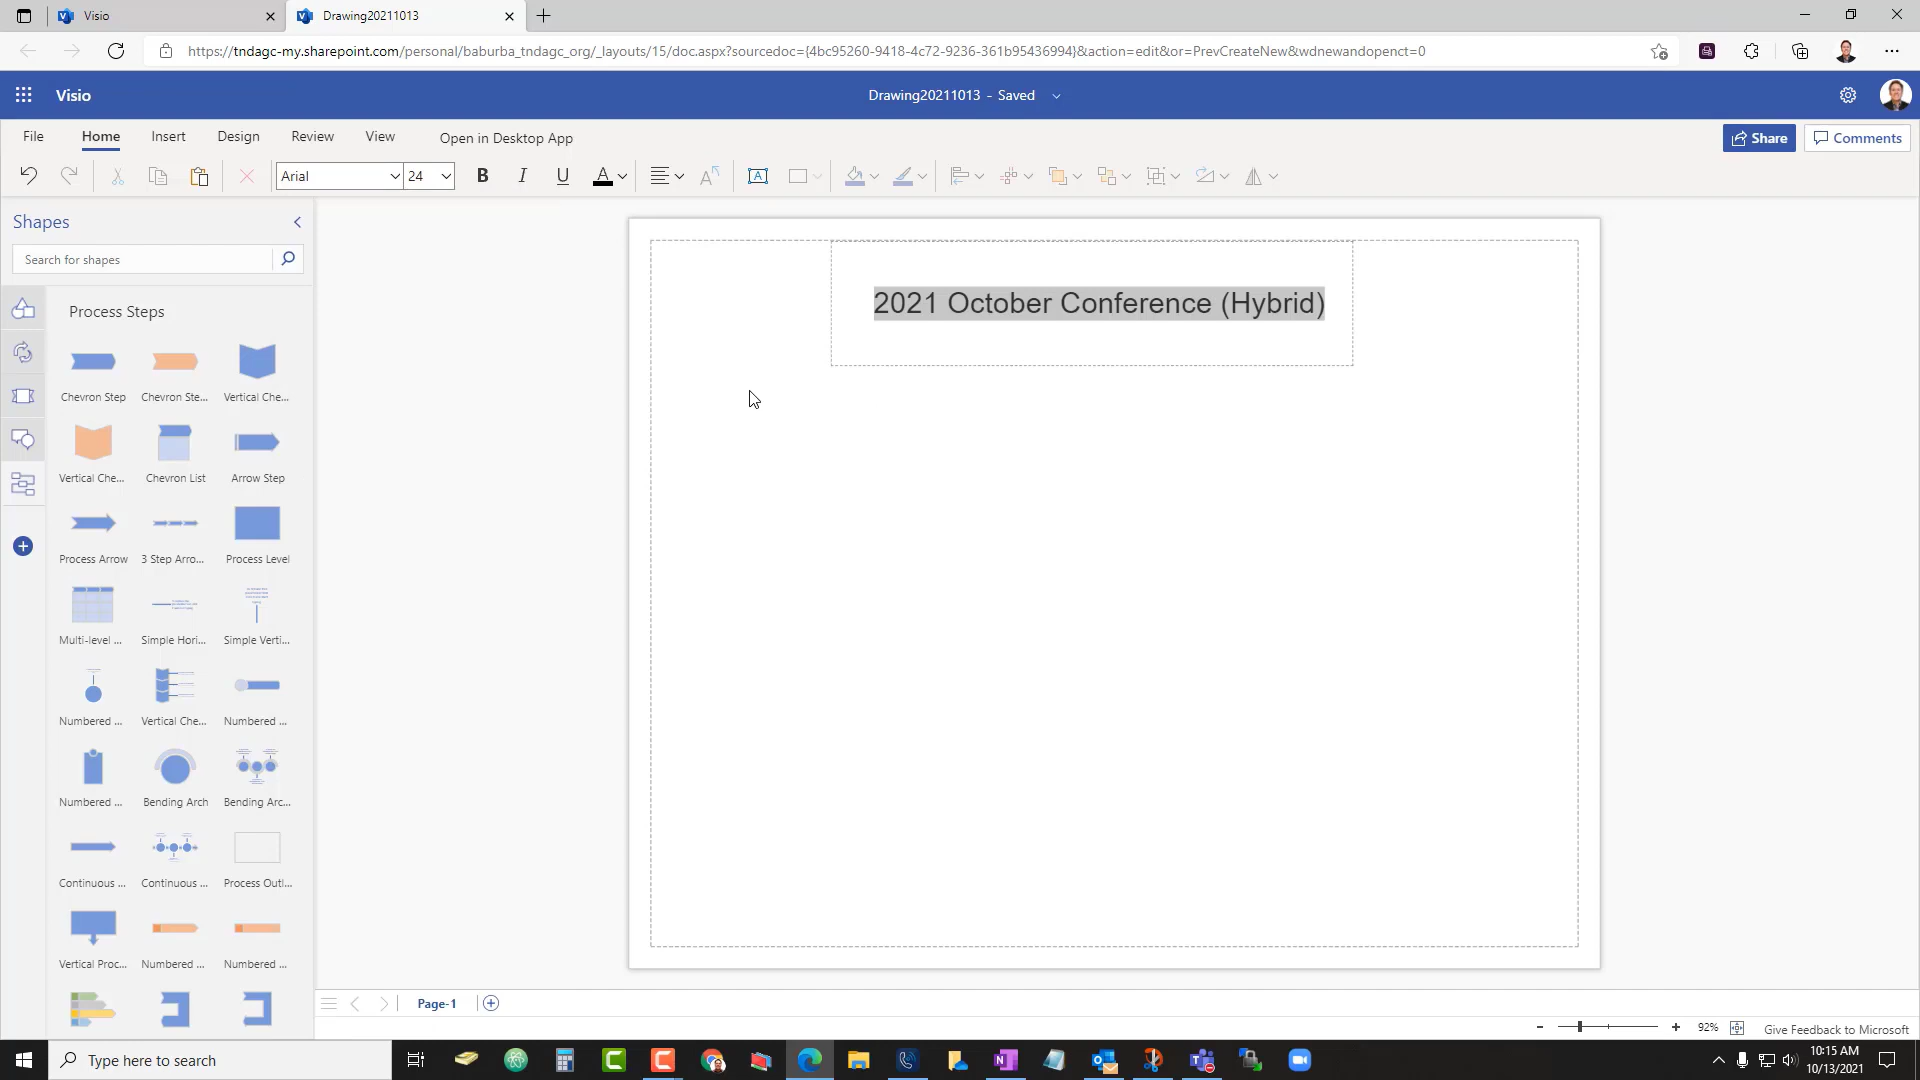 Visio
Drawing20211013
https://tndagc-my.sharepoint.com/personal/baburba_tndagc_org/_layouts/15/doc.aspx?sourcedoc={4bc95260-9418-4c72-9236-361b95436994}&action=edit&or=PrevCreateNew&wdnewandopenct=0
Visio
Drawing20211013 - Saved
File Home Insert Design Review View Open in Desktop App
Share Comments
Arial 24 B I U A A A
Shapes
Search for shapes
Process Steps
Chevron Step Chevron Ste... Vertical Che...
Vertical Che... Chevron List Arrow Step
Process Arrow 3 Step Arro... Process Level
Multi-level ... Simple Hori... Simple Verti...
Numbered ... Vertical Che... Numbered ...
Numbered ... Bending Arch Bending Arc...
Continuous ... Continuous ... Process Outl...
Vertical Proc... Numbered ... Numbered ...
2021 October Conference (Hybrid)
Page-1
92% Give Feedback to Microsoft
Type here to search
10:15 AM
10/13/2021